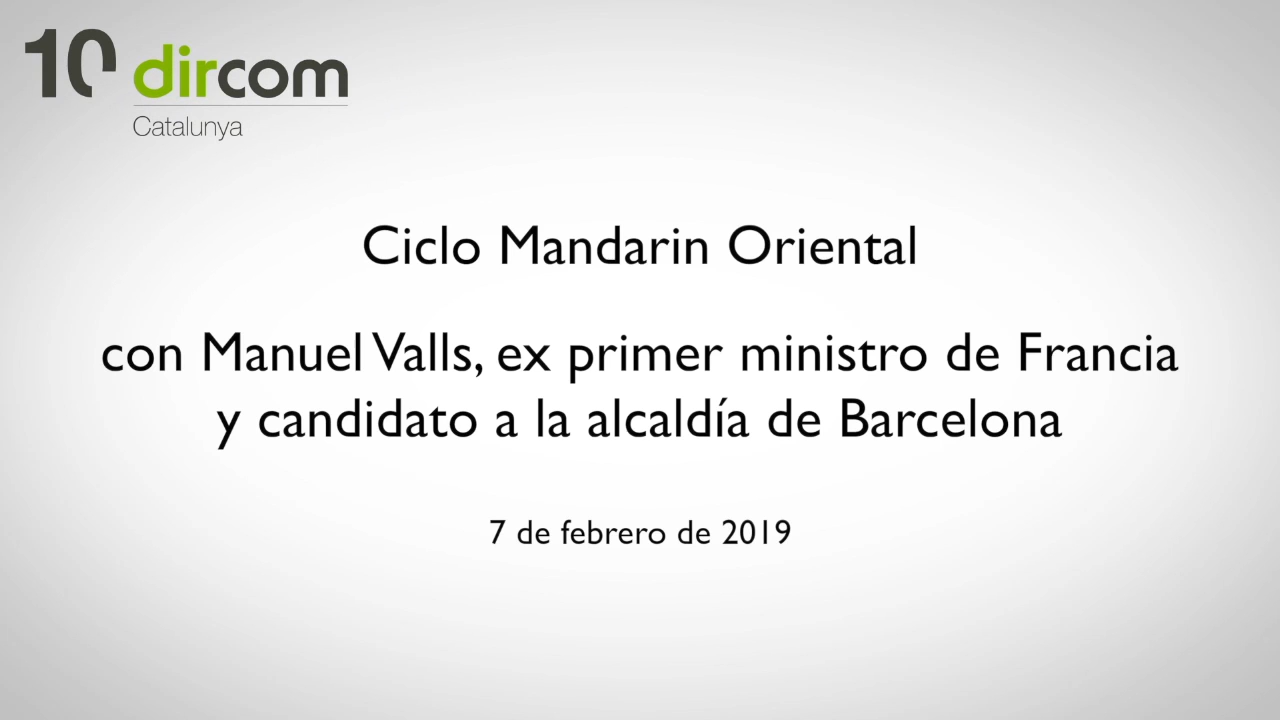 10 dircom
Catalunya
Ciclo Mandarin Oriental
con Manuel Valls, ex primer ministro de Francia
y candidato a la alcaldía de Barcelona
7 de febrero de 2019